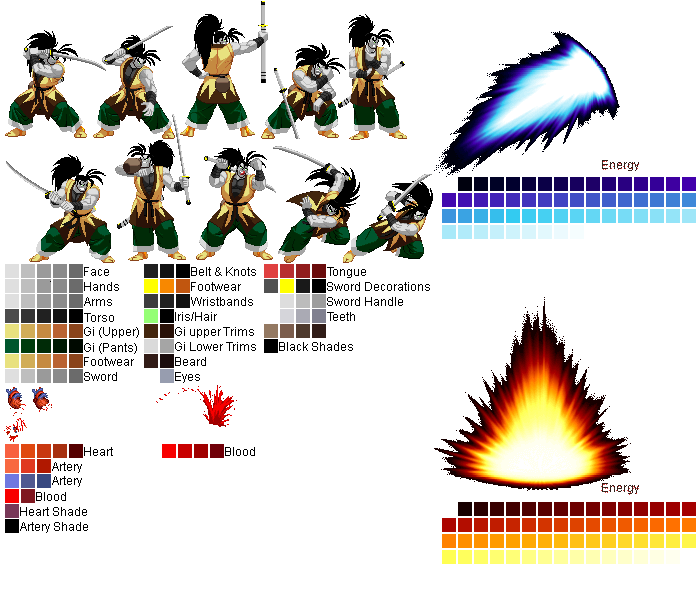 Energy
Face
Belt & Knots
Tongue
Hands
Footwear
Sword Decorations
Arms
Wristbands
Sword Handle
Torso
Iris/Hair
Teeth
Gi (Upper)
Gi upper Trims
Gi (Pants)
Gi Lower Trims
Black Shades
Footwear
Beard
Sword
Eyes
Heart
Blood
Artery
Artery
Blood
Heart Shade
Artery Shade
Energy